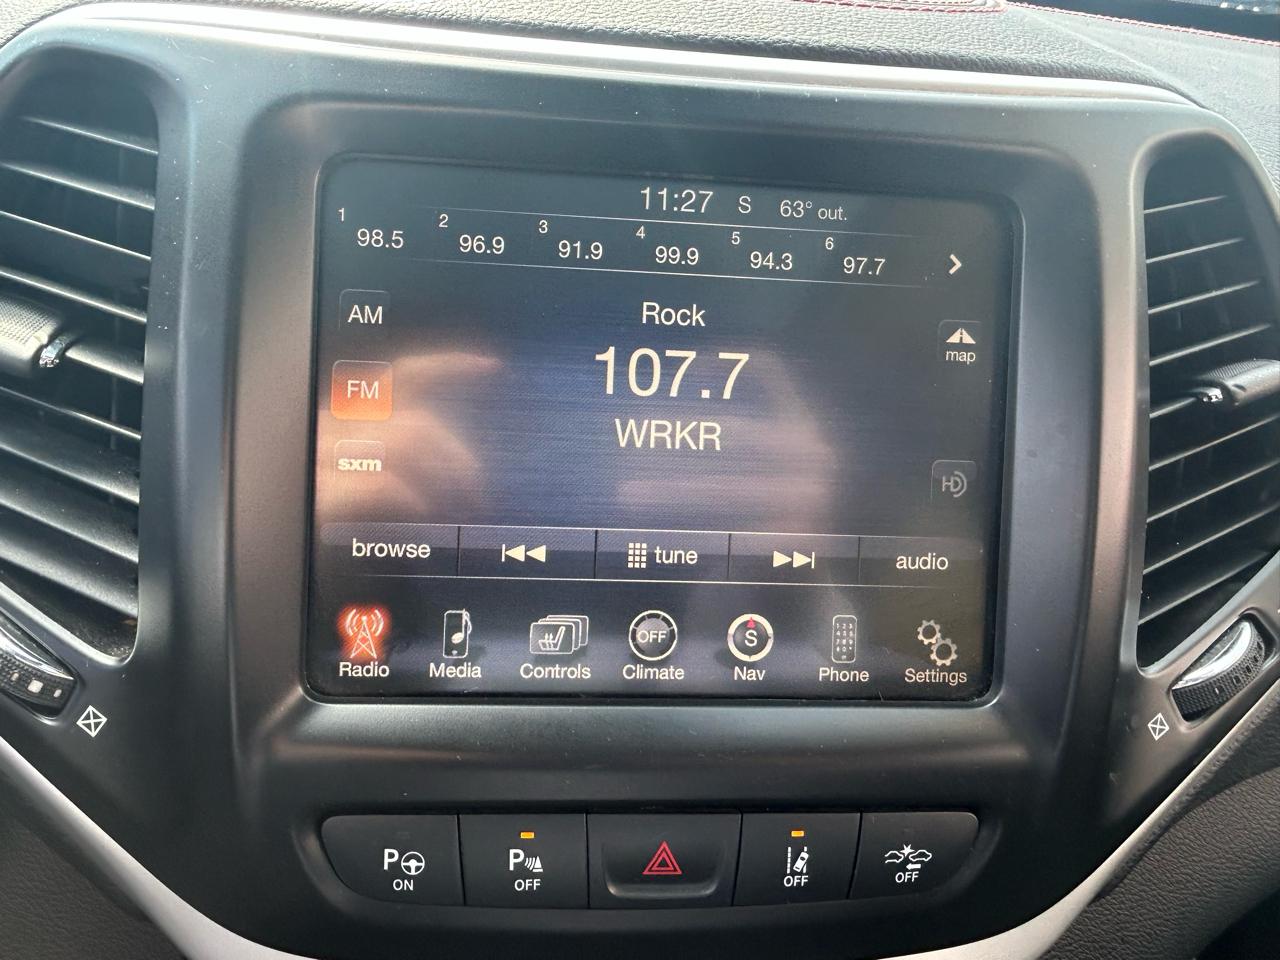 11:27 S 63° out.
1 98.5 2 96.9 3 91.9 4 99.9 5 94.3 6 97.7
AM
Rock
map
FM
107.7
WRKR
sxm
HD
browse tune audio
OFF S
Radio Media Controls Climate Nav Phone Settings
P ON
P OFF
OFF
OFF